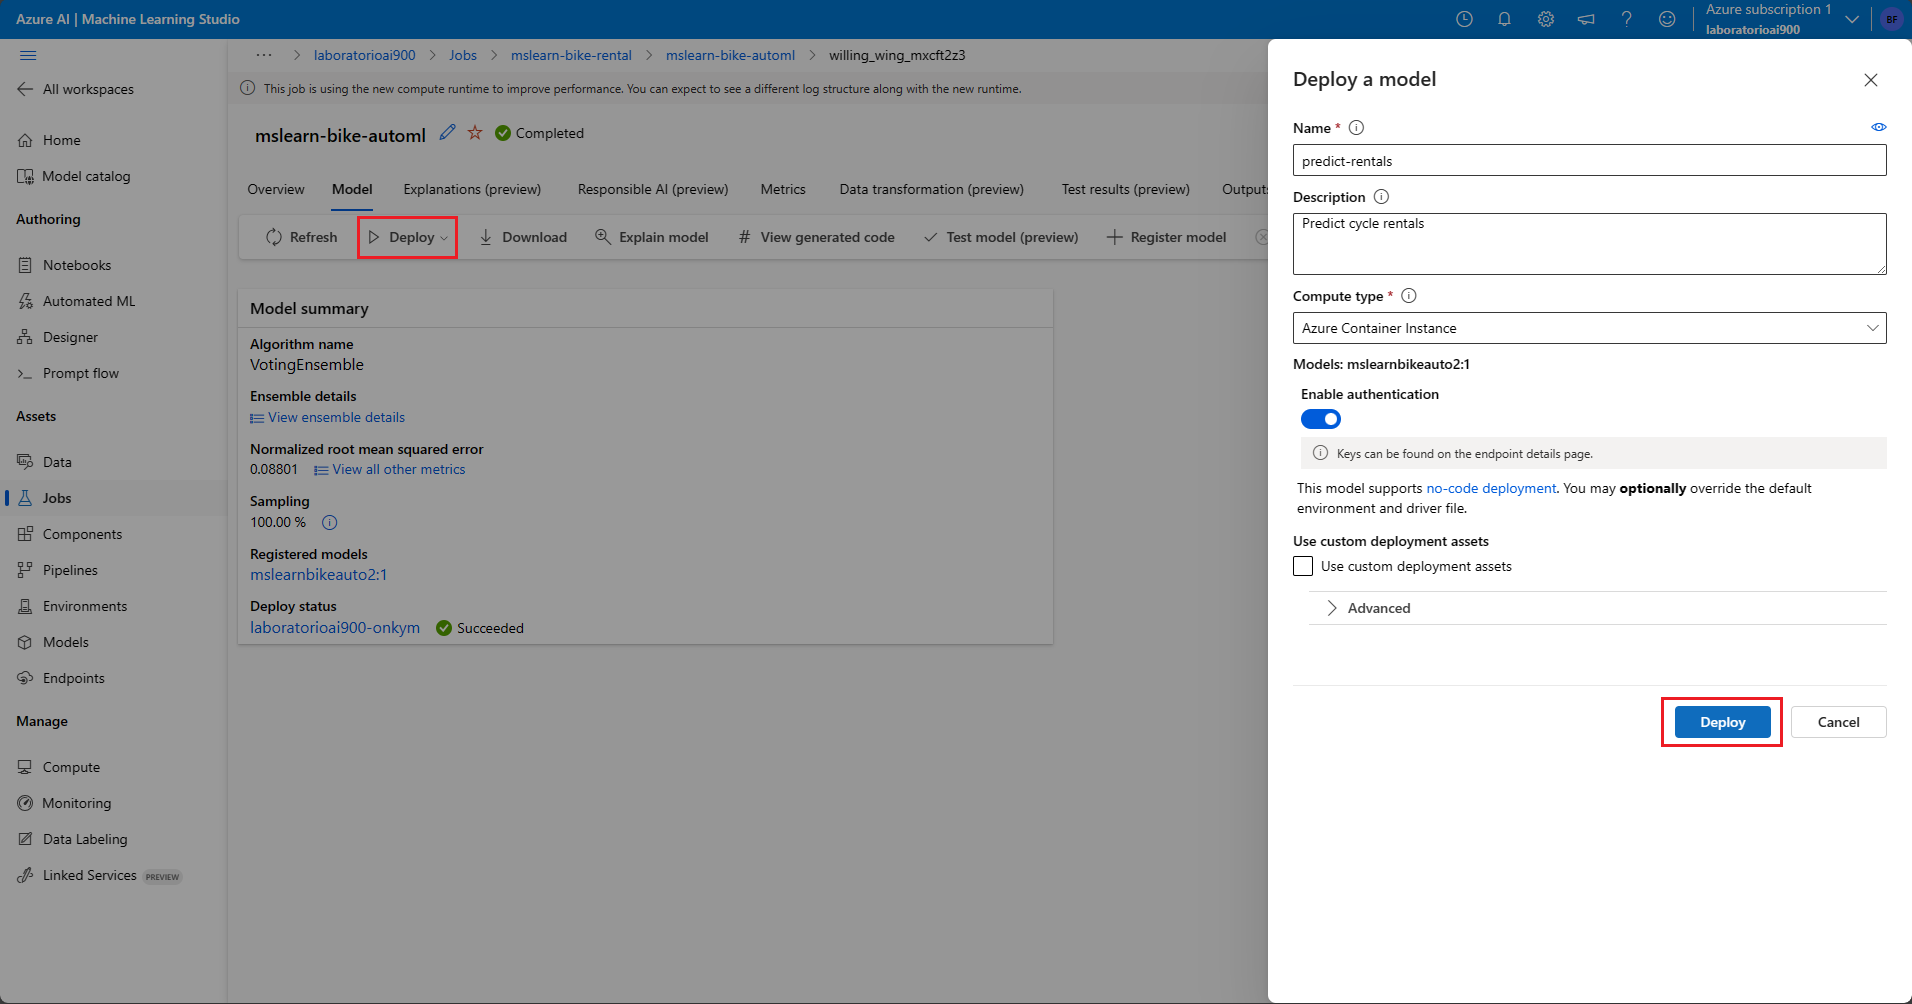 Azure AI | Machine Learning Studio
Azure subscription 1
laboratorioai900
BF
All workspaces
Home
Model catalog
Authoring
Notebooks
Automated ML
Designer
Prompt flow
Assets
Data
Jobs
Components
Pipelines
Environments
Models
Endpoints
Manage
Compute
Monitoring
Data Labeling
Linked Services PREVIEW
... > laboratorioai900 > Jobs > mslearn-bike-rental > mslearn-bike-automl > willing_wing_mxcft2z3
This job is using the new compute runtime to improve performance. You can expect to see a different log structure along with the new runtime.
mslearn-bike-automl Completed
Overview Model Explanations (preview) Responsible AI (preview) Metrics Data transformation (preview) Test results (preview) Outputs
Refresh Deploy Download Explain model # View generated code Test model (preview) Register model
Model summary
Algorithm name
VotingEnsemble
Ensemble details
View ensemble details
Normalized root mean squared error
0.08801 View all other metrics
Sampling
100.00 %
Registered models
mslearnbikeauto2:1
Deploy status
laboratorioai900-onkym Succeeded
Deploy a model
Name *
predict-rentals
Description
Predict cycle rentals
Compute type *
Azure Container Instance
Models: mslearnbikeauto2:1
Enable authentication
Keys can be found on the endpoint details page.
This model supports no-code deployment. You may optionally override the default
environment and driver file.
Use custom deployment assets
Use custom deployment assets
Advanced
Deploy Cancel